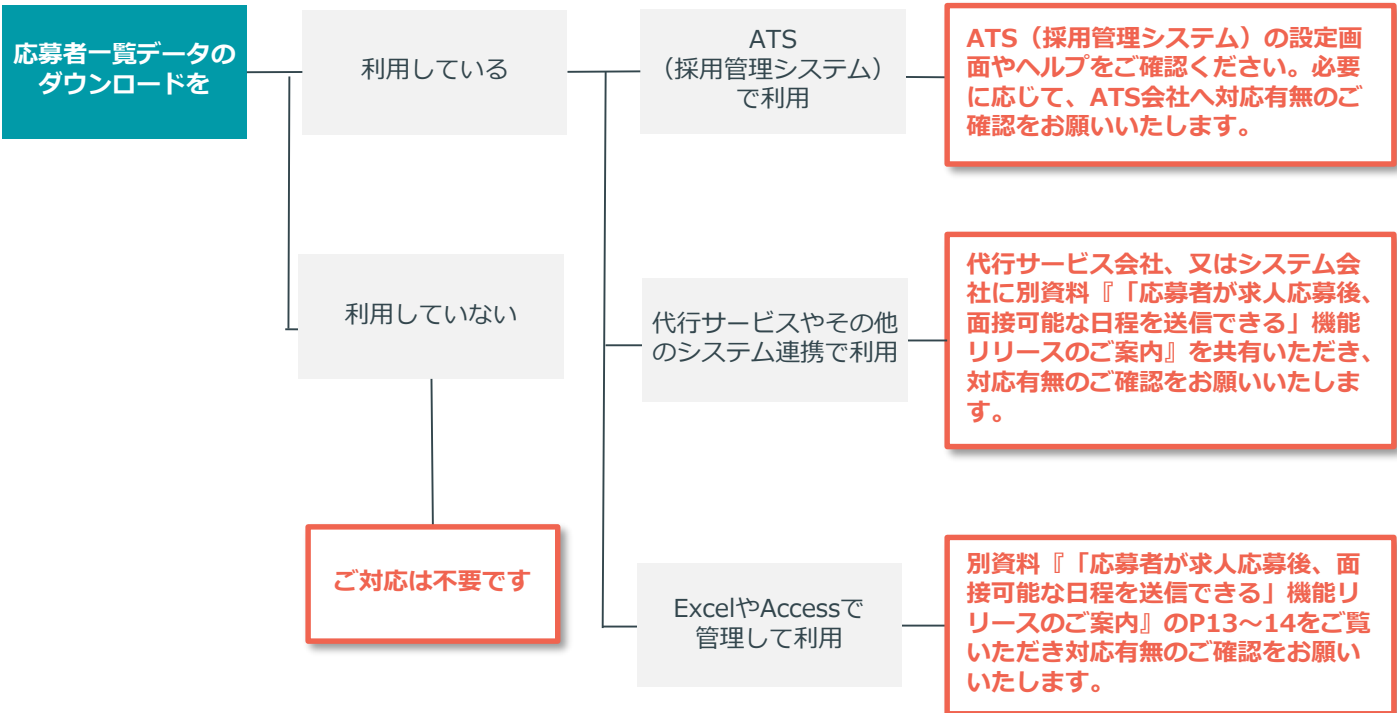 応募者一覧データの
ダウンロードを
利用している
ATS
（採用管理システム）
で利用
ATS（採用管理システム）の設定画
面やヘルプをご確認ください。必要
に応じて、ATS会社へ対応有無のご
確認をお願いいたします。
利用していない
代行サービスやその他
のシステム連携で利用
代行サービス会社、又はシステム会
社に別資料『「応募者が求人応募後、
面接可能な日程を送信できる」機能
リリースのご案内』を共有いただき、
対応有無のご確認をお願いいたしま
す。
ご対応は不要です
ExcelやAccessで
管理して利用
別資料『「応募者が求人応募後、面
接可能な日程を送信できる」機能リ
リースのご案内』のP13～14をご覧
いただき対応有無のご確認をお願い
いたします。